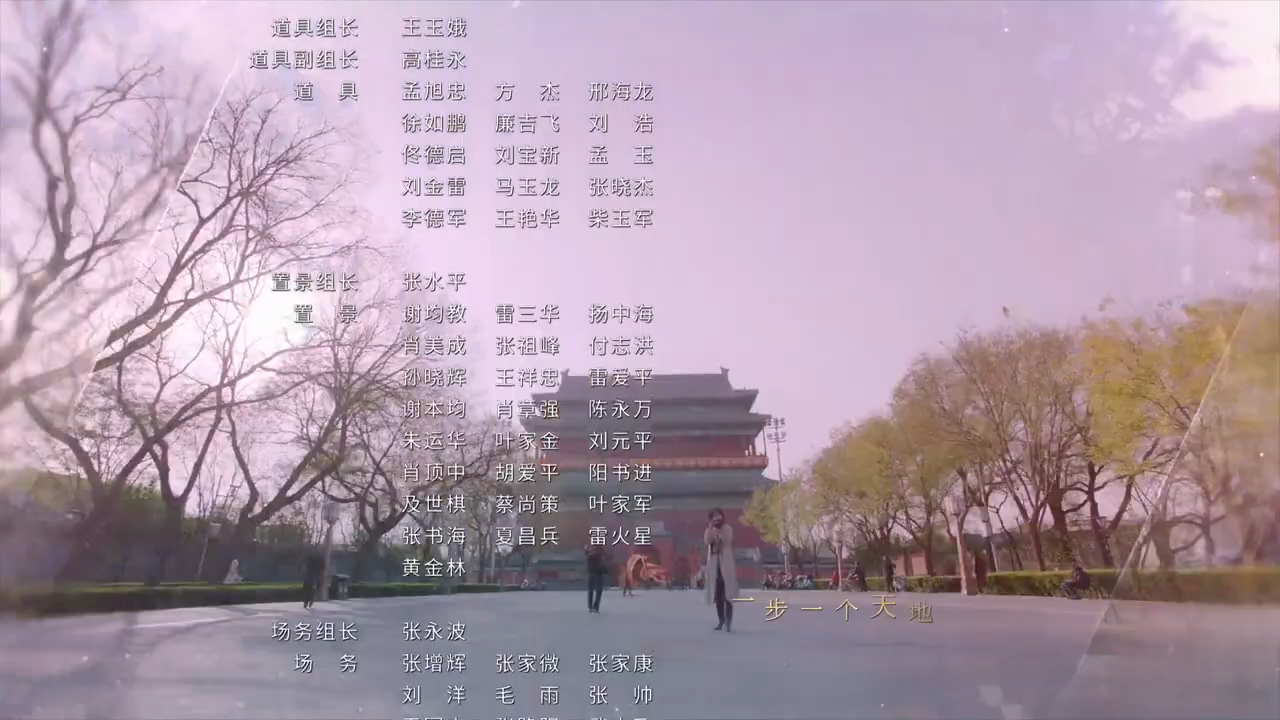 道具组长 王玉娥
道具副组长 高桂永
道 具 孟旭忠 方 杰 邢海龙
徐如鹏 廉吉飞 刘 浩
佟德启 刘宝新 孟 玉
刘金雷 马玉龙 张晓杰
李德军 王艳华 柴玉军
置景组长 张水平
置 景 谢均教 雷三华 扬中海
肖美成 张祖峰 付志洪
孙晓辉 王祥忠 雷爱平
谢本均 肖章强 陈永万
朱运华 叶家金 刘元平
肖顶中 胡爱平 阳书进
及世棋 蔡尚策 叶家军
张书海 夏昌兵 雷火星
黄金林
一步一个天地
场务组长 张永波
场 务 张增辉 张家微 张家康
刘 洋 毛 雨 张 帅